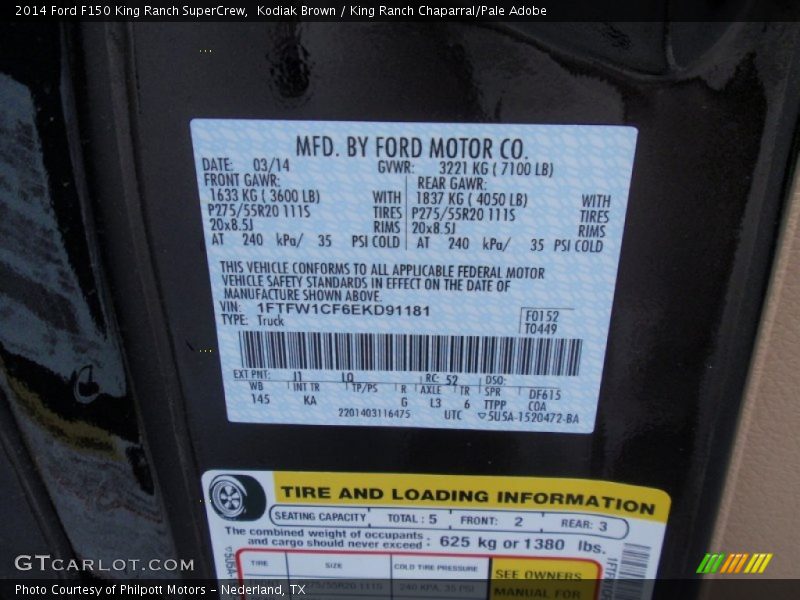 2014 Ford F150 King Ranch SuperCrew,  Kodiak Brown / King Ranch Chaparral/Pale Adobe
MFD. BY FORD MOTOR CO.
DATE: 03/14 GVWR: 3221 KG ( 7100 LB)
FRONT GAWR: REAR GAWR:
1633 KG ( 3600 LB) WITH 1837 KG ( 4050 LB) WITH
P275/55R20 111S TIRES P275/55R20 111S TIRES
20x8.5J RIMS 20x8.5J RIMS
AT 240 kPa/ 35 PSI COLD AT 240 kPa/ 35 PSI COLD
THIS VEHICLE CONFORMS TO ALL APPLICABLE FEDERAL MOTOR
VEHICLE SAFETY STANDARDS IN EFFECT ON THE DATE OF
MANUFACTURE SHOWN ABOVE.
VIN: 1FTFW1CF6EKD91181 F0152
TYPE: Truck T0449
EXT PNT: J1 LQ RC: 52 DSO:
WB INT TR TP/PS R AXLE TR SPR DF615
145 KA G L3 6 TTPP COA
2201403116475 UTC ▽5USA-1520472-BA
TIRE AND LOADING INFORMATION
SEATING CAPACITY TOTAL : 5 FRONT: 2 REAR: 3
The combined weight of occupants
and cargo should never exceed : 625 kg or 1380 lbs.
TIRE SIZE COLD TIRE PRESSURE SEE OWNERS
275/55R20 111S 240 KPA, 35 PSI MANUAL FOR
GTCarLot.com
Photo Courtesy of Philpott Motors - Nederland, TX